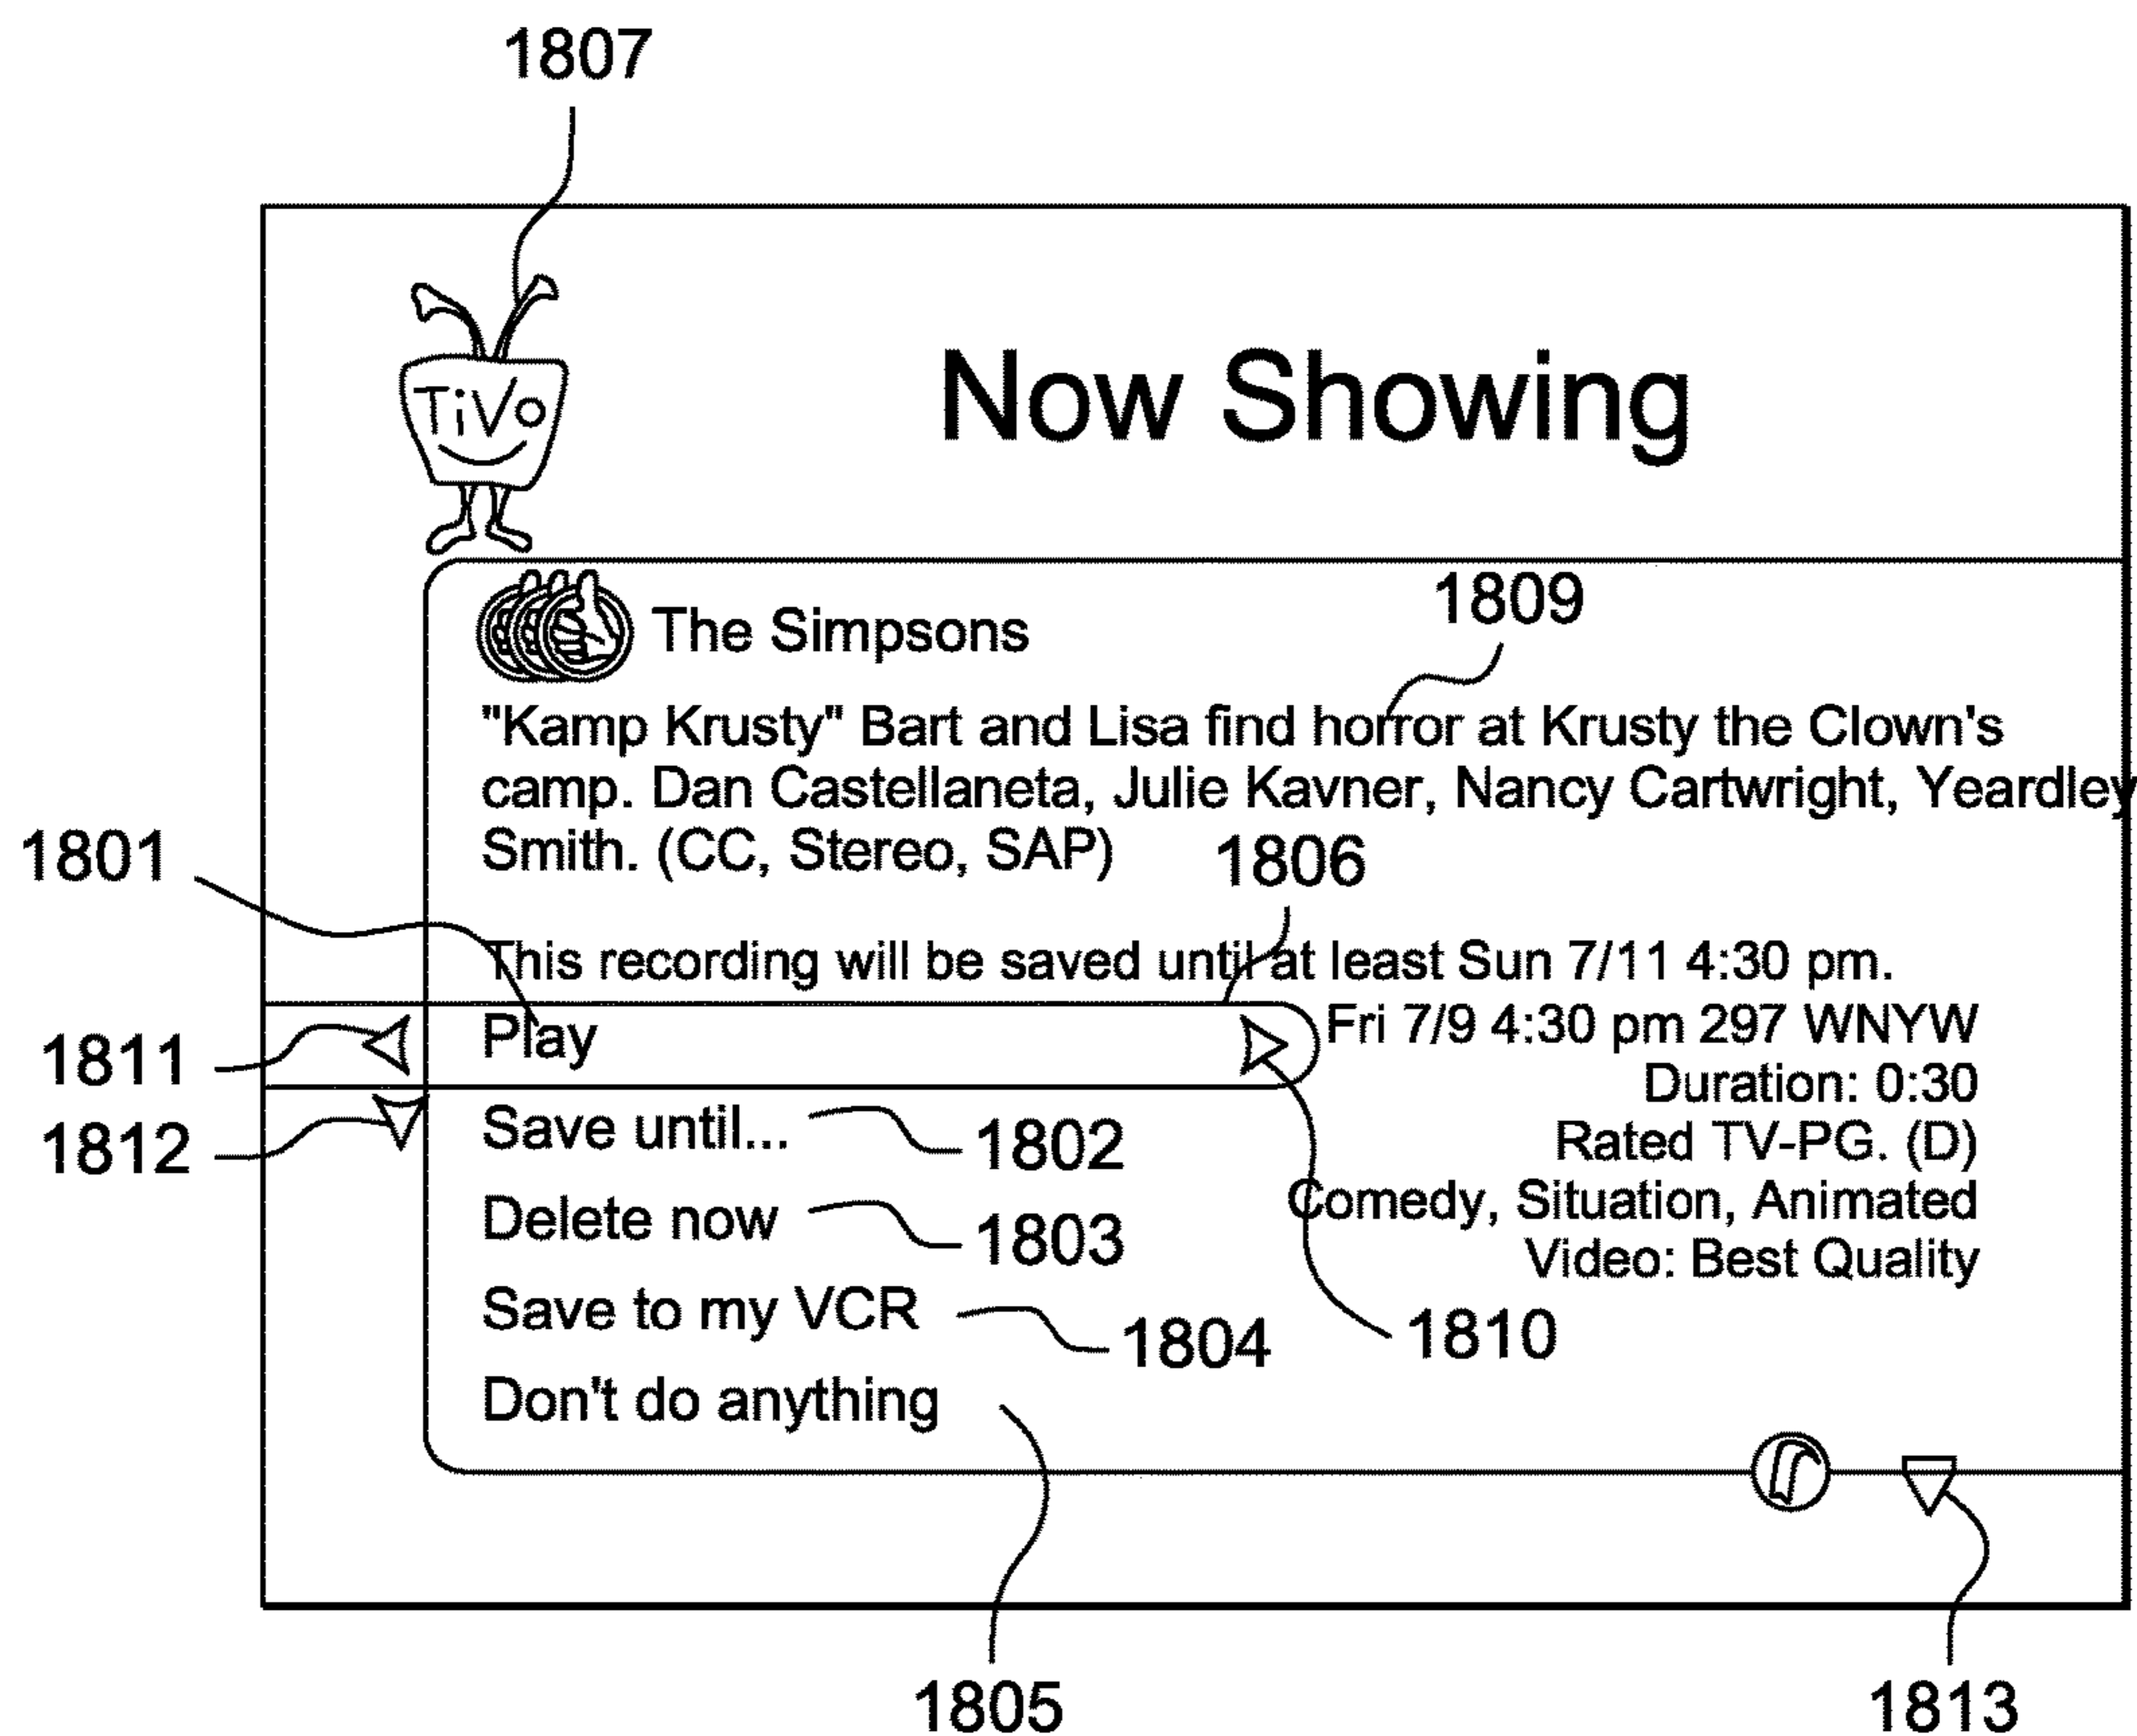 1807
TiVo
Now Showing
1809
The Simpsons
"Kamp Krusty" Bart and Lisa find horror at Krusty the Clown's
camp. Dan Castellaneta, Julie Kavner, Nancy Cartwright, Yeardley
Smith. (CC, Stereo, SAP)
1806
1801
This recording will be saved until at least Sun 7/11 4:30 pm.
1811
Play
Fri 7/9 4:30 pm 297 WNYW
Duration: 0:30
1812
Save until...
1802
Rated TV-PG. (D)
Delete now
1803
Comedy, Situation, Animated
Video: Best Quality
Save to my VCR
1804
1810
Don't do anything
1805
1813